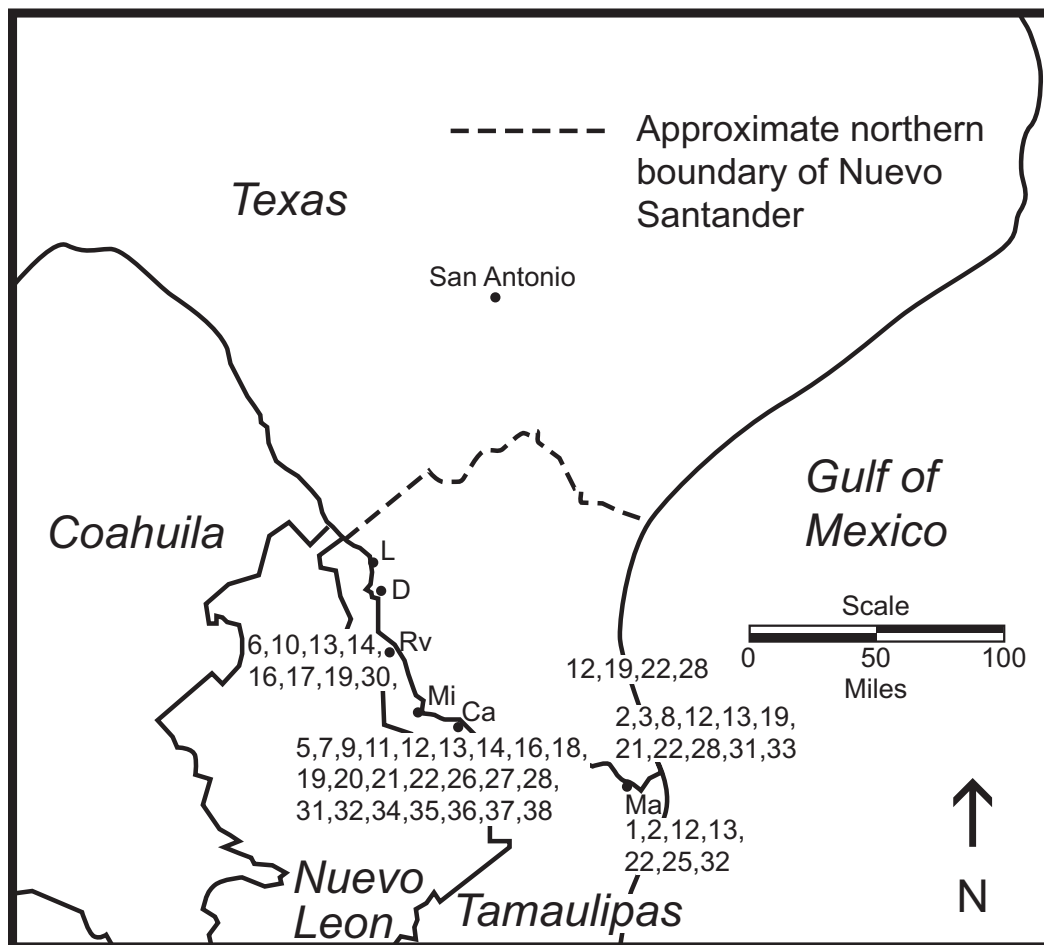 Approximate northern
boundary of Nuevo
Santander
Texas
San Antonio
Gulf of
Mexico
Coahuila
L
D
Scale
0 50 100
Miles
6,10,13,14,
16,17,19,30,
Rv
12,19,22,28
Mi
Ca
2,3,8,12,13,19,
21,22,28,31,33
5,7,9,11,12,13,14,16,18,
19,20,21,22,26,27,28,
31,32,34,35,36,37,38
Ma
1,2,12,13,
22,25,32
Nuevo
Leon
Tamaulipas
N